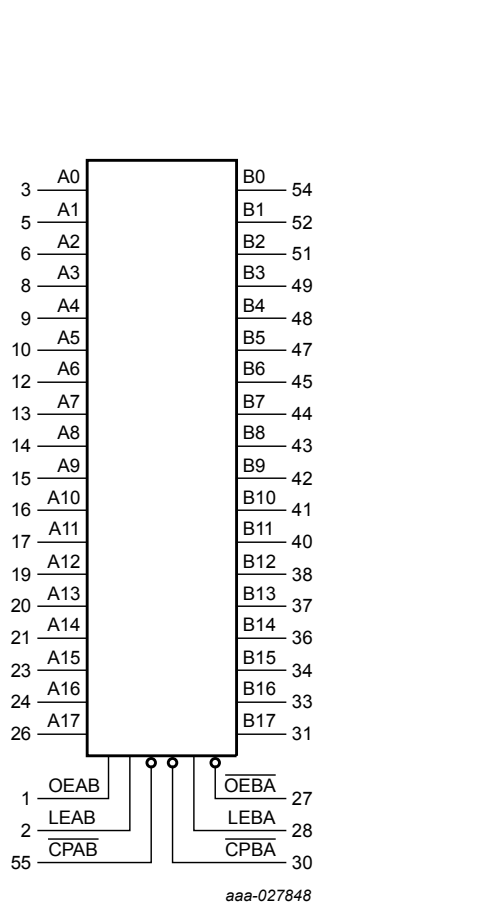 A0 B0
3 54
A1 B1
5 52
A2 B2
6 51
A3 B3
8 49
A4 B4
9 48
A5 B5
10 47
A6 B6
12 45
A7 B7
13 44
A8 B8
14 43
A9 B9
15 42
A10 B10
16 41
A11 B11
17 40
A12 B12
19 38
A13 B13
20 37
A14 B14
21 36
A15 B15
23 34
A16 B16
24 33
A17 B17
26 31
OEAB O̅E̅B̅A̅
1 27
LEAB LEBA
2 28
C̅P̅A̅B̅ C̅P̅B̅A̅
55 30
aaa-027848